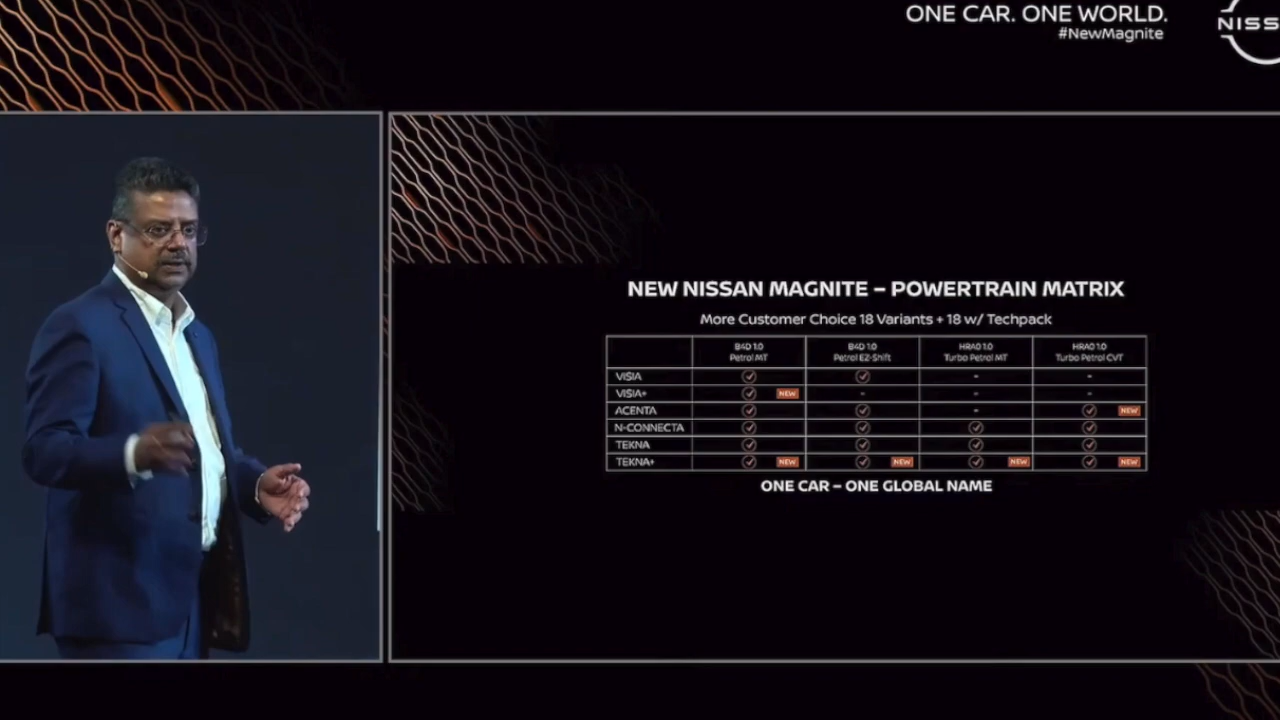 ONE CAR. ONE WORLD.
#NewMagnite
NISS
NEW NISSAN MAGNITE – POWERTRAIN MATRIX
More Customer Choice 18 Variants + 18 w/ Techpack
B4D 1.0 Petrol MT
B4D 1.0 Petrol EZ-Shift
HRA0 1.0 Turbo Petrol MT
HRA0 1.0 Turbo Petrol CVT
VISIA - -
VISIA+ NEW - - -
ACENTA - NEW
N-CONNECTA
TEKNA
TEKNA+ NEW NEW NEW NEW
ONE CAR – ONE GLOBAL NAME